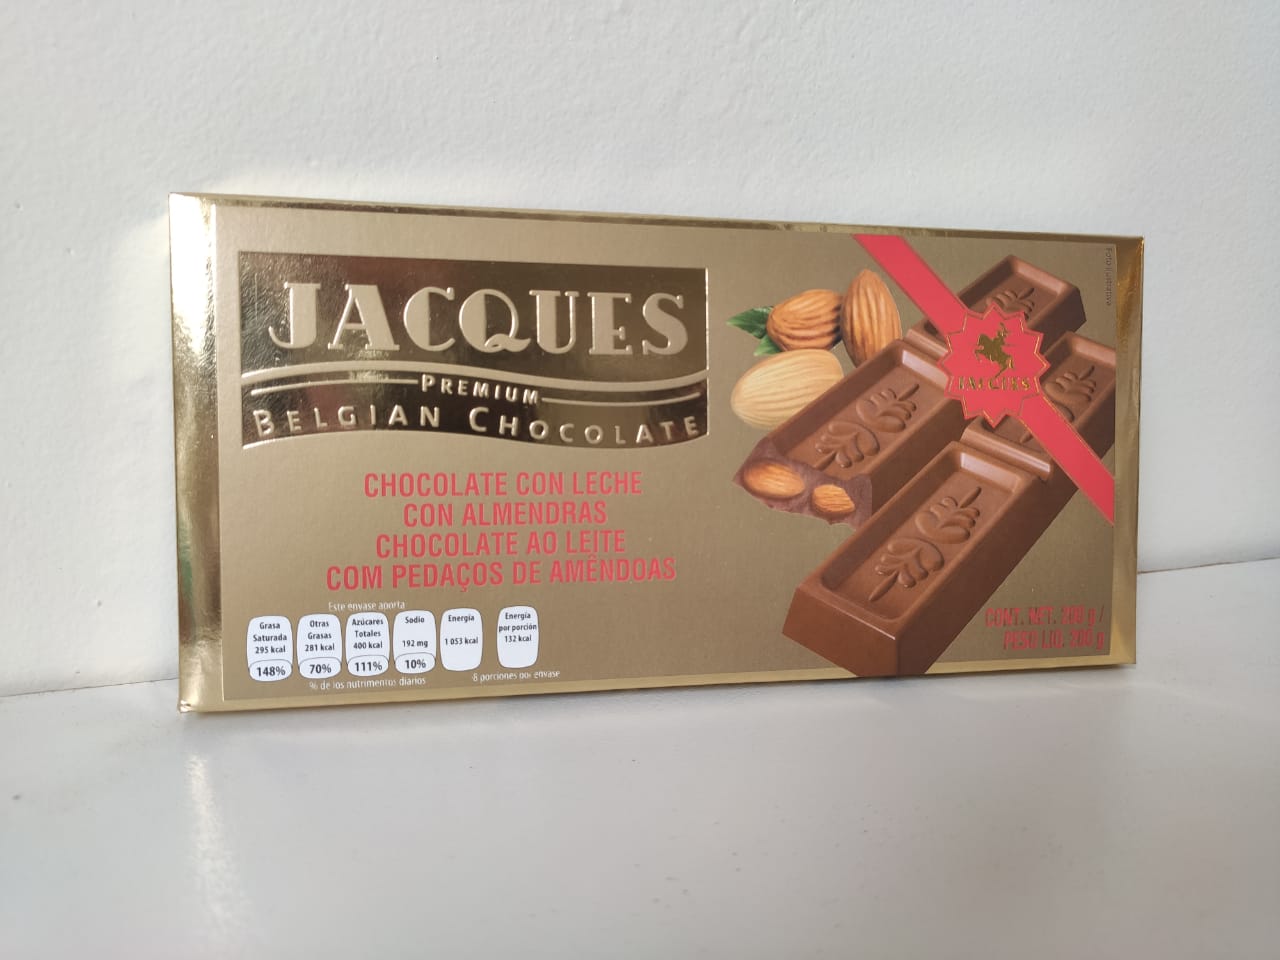 JACQUES
PREMIUM
BELGIAN CHOCOLATE
CHOCOLATE CON LECHE
CON ALMENDRAS
CHOCOLATE AO LEITE
COM PEDAÇOS DE AMÊNDOAS
Este envase aporta
Grasa Saturada 295 kcal 148%
Otras Grasas 281 kcal 70%
Azúcares Totales 400 kcal 111%
Sodio 192 mg 10%
Energía 1 053 kcal
Energía por porción 132 kcal
% de los nutrimentos diarios
8 porciones por envase
Foto ilustrativa
JACQUES
CONT. NET. 200 g /
PESO LIQ. 200 g